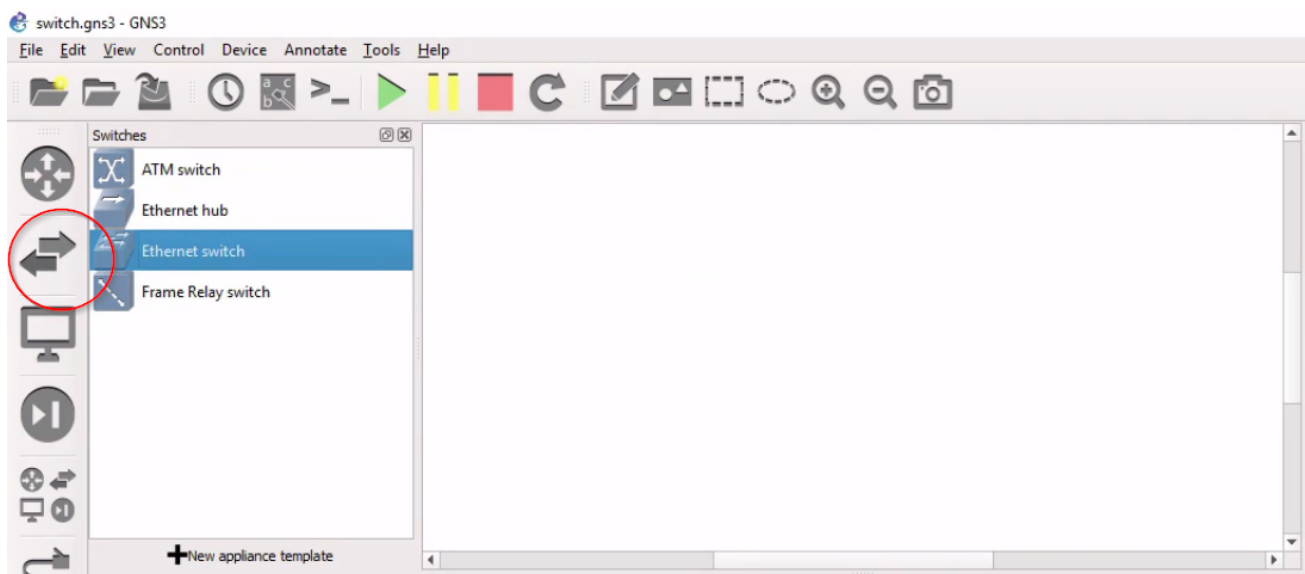 switch.gns3 - GNS3
File Edit View Control Device Annotate Tools Help
Switches
ATM switch
Ethernet hub
Ethernet switch
Frame Relay switch
New appliance template